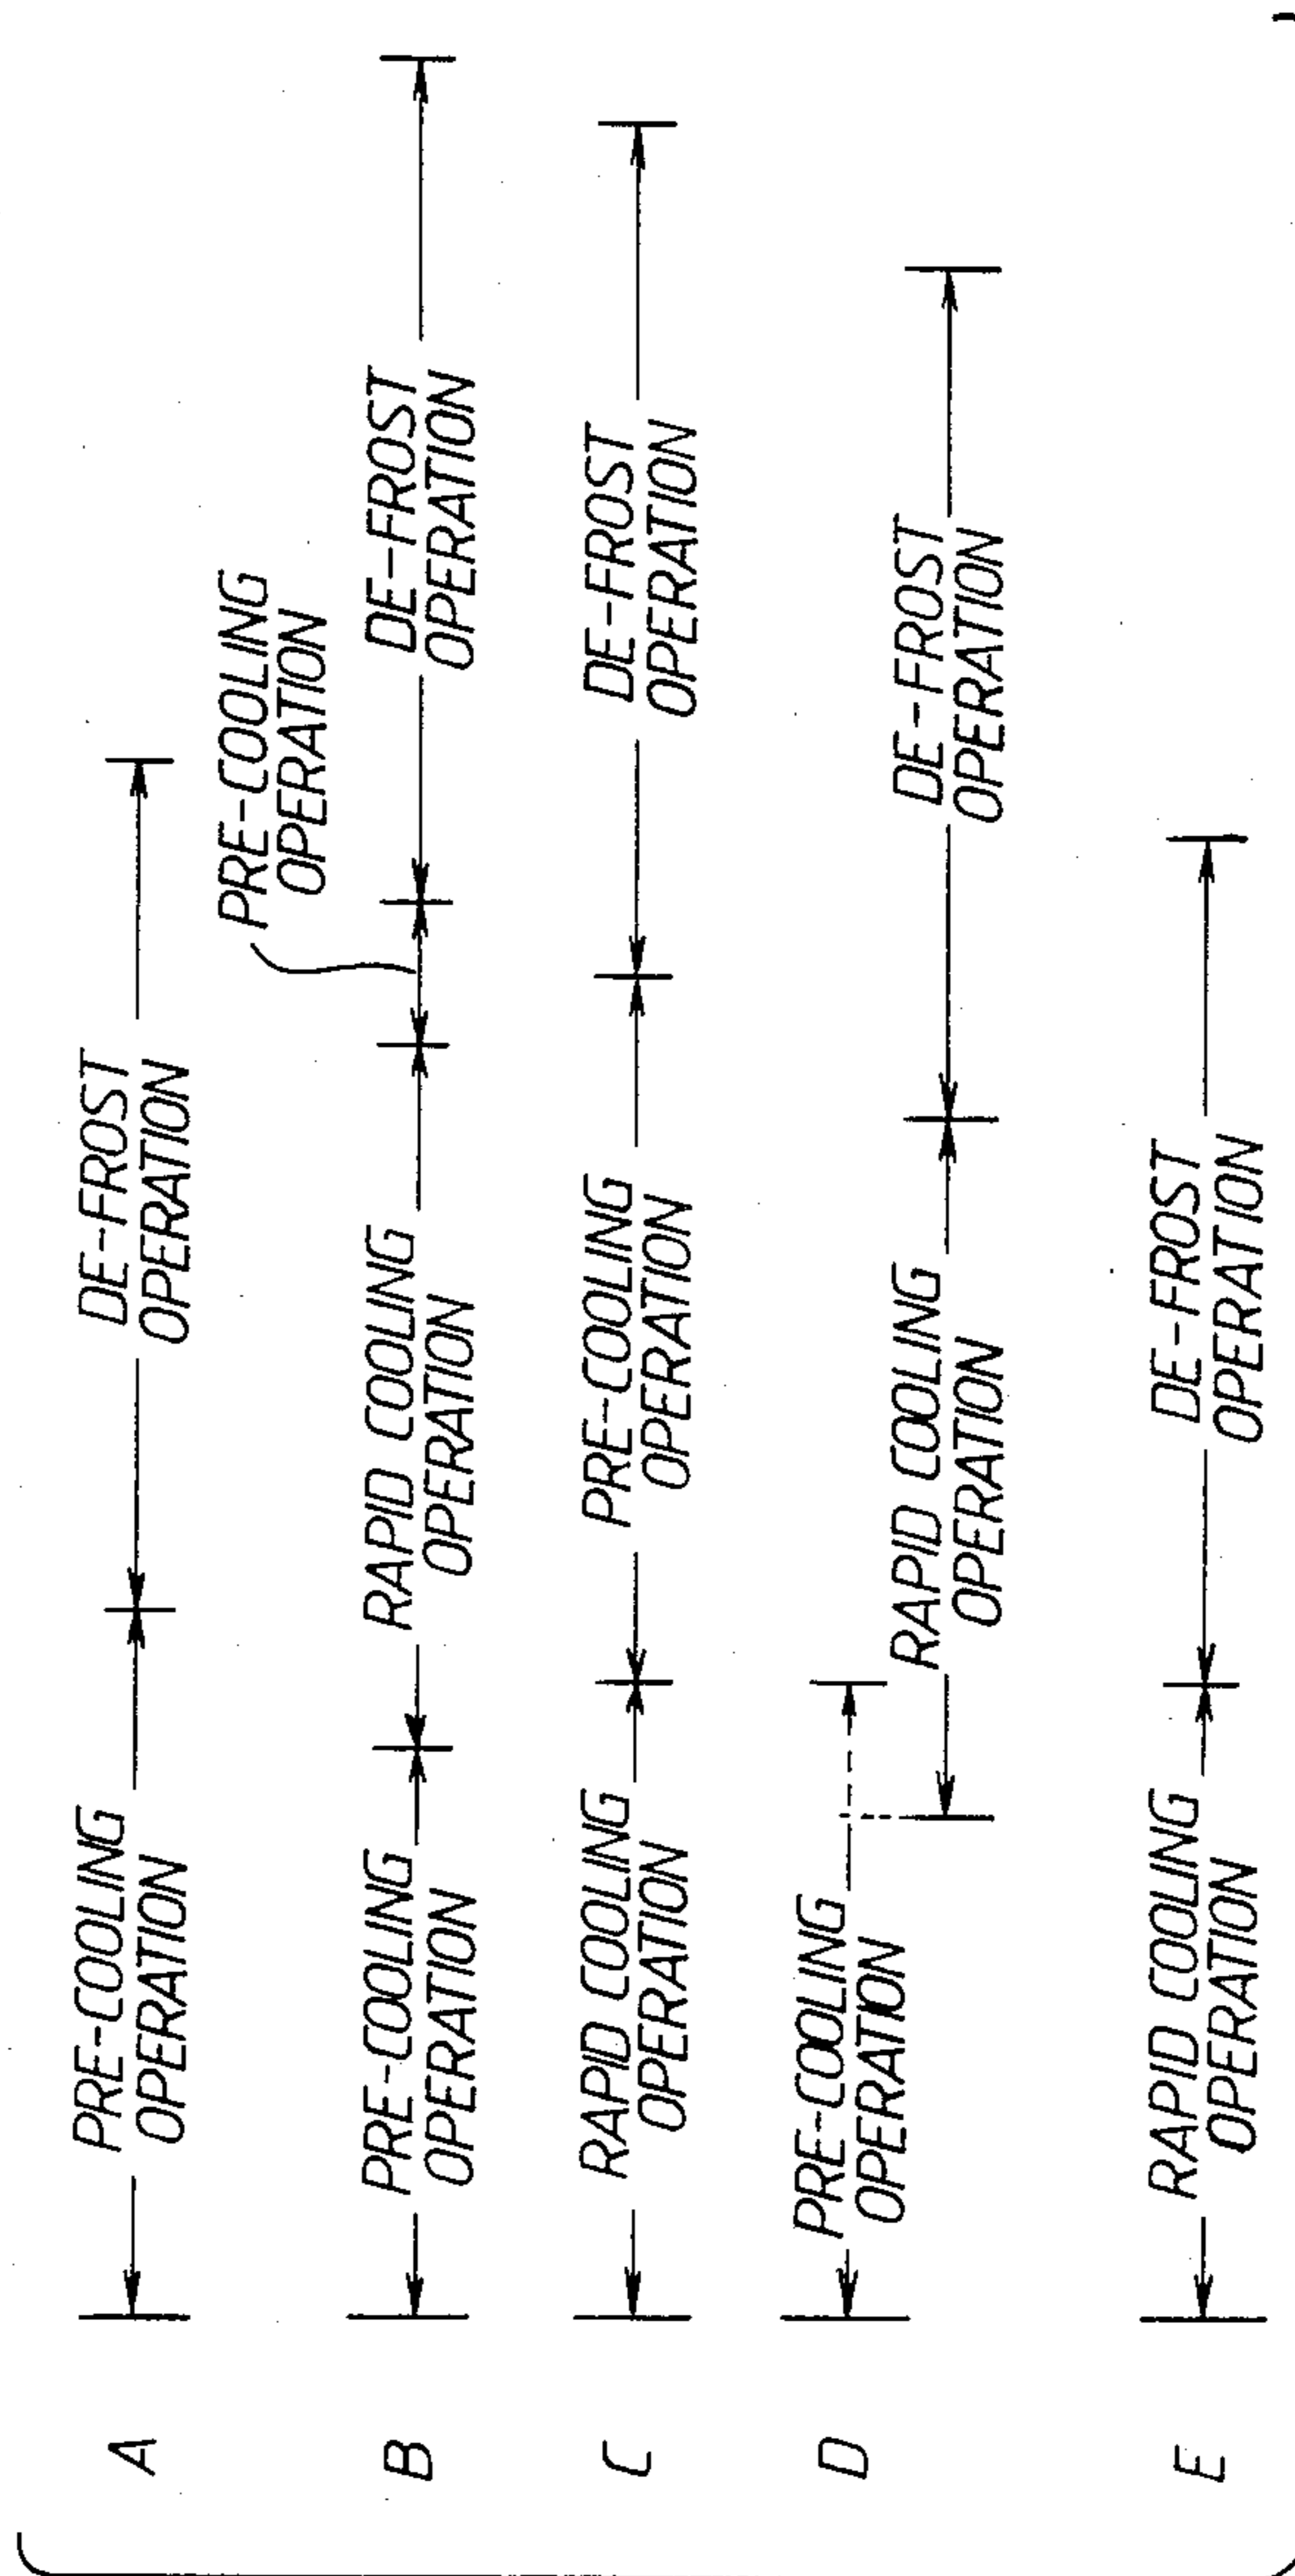 A
PRE-COOLING
OPERATION
DE-FROST
OPERATION
B
PRE-COOLING
OPERATION
RAPID COOLING
OPERATION
PRE-COOLING
OPERATION
DE-FROST
OPERATION
C
RAPID COOLING
OPERATION
PRE-COOLING
OPERATION
DE-FROST
OPERATION
D
PRE-COOLING
OPERATION
RAPID COOLING
OPERATION
DE-FROST
OPERATION
E
RAPID COOLING
OPERATION
DE-FROST
OPERATION